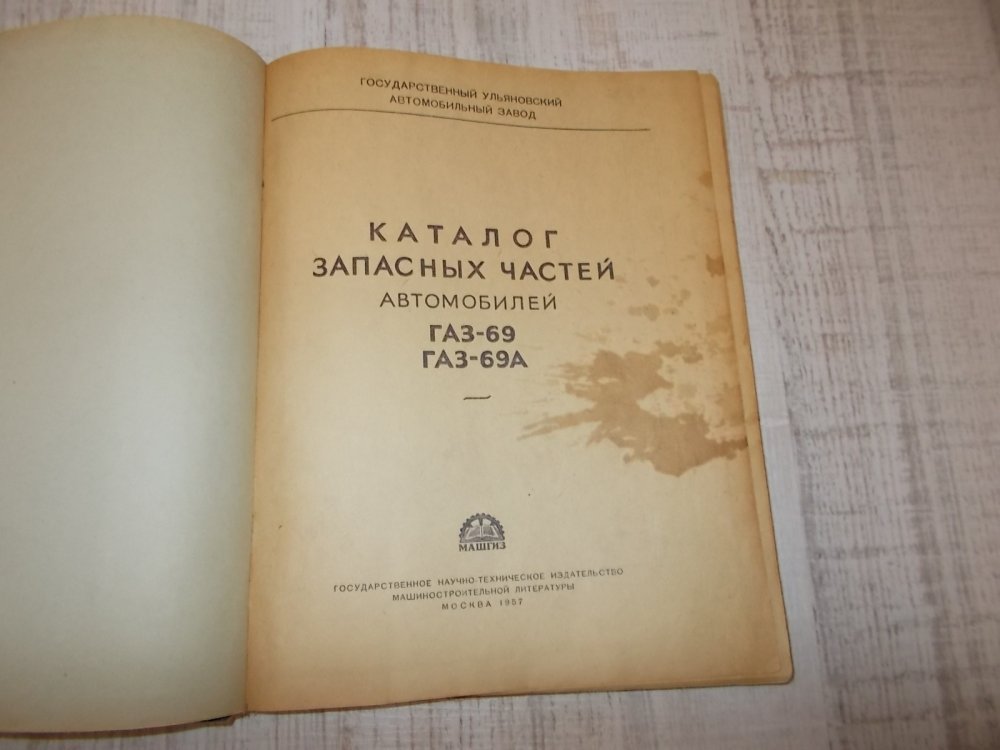 ГОСУДАРСТВЕННЫЙ УЛЬЯНОВСКИЙ
АВТОМОБИЛЬНЫЙ ЗАВОД
КАТАЛОГ
ЗАПАСНЫХ ЧАСТЕЙ
АВТОМОБИЛЕЙ
ГАЗ-69
ГАЗ-69А
МАШГИЗ
ГОСУДАРСТВЕННОЕ НАУЧНО-ТЕХНИЧЕСКОЕ ИЗДАТЕЛЬСТВО
МАШИНОСТРОИТЕЛЬНОЙ ЛИТЕРАТУРЫ
МОСКВА 1957